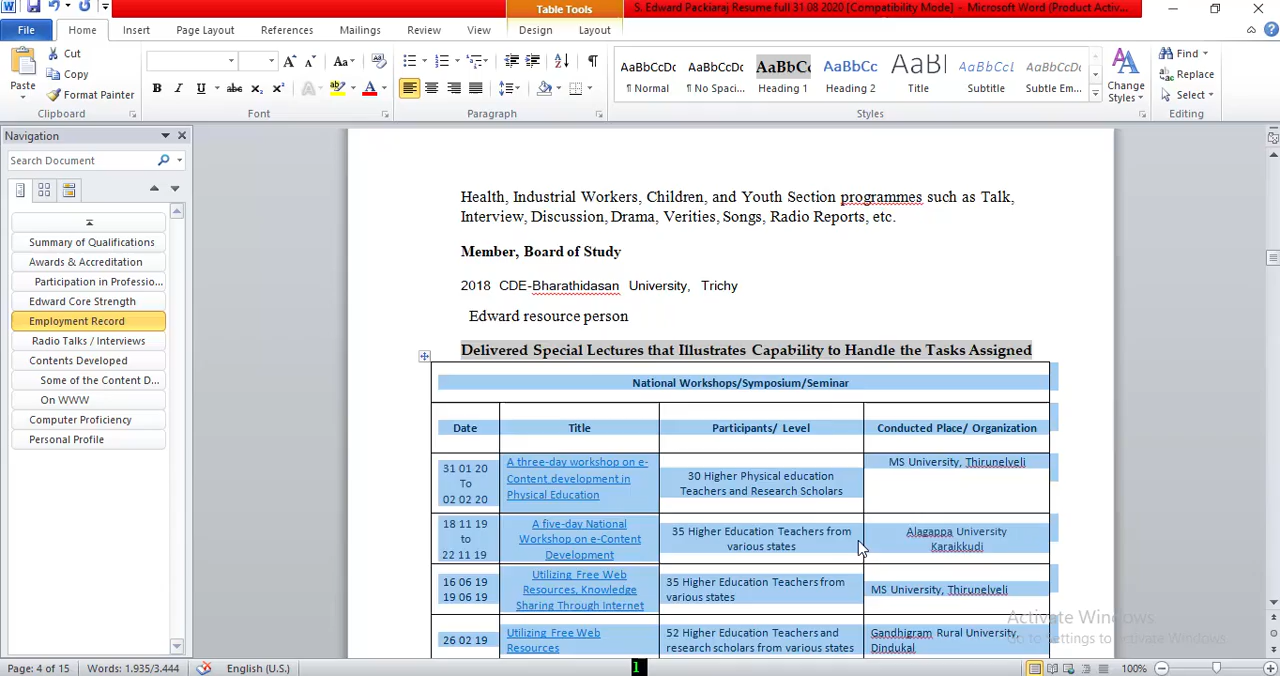 Table Tools
S. Edward Packiaraj Resume full 31 08 2020 [Compatibility Mode] - Microsoft Word (Product Activ...
File Home Insert Page Layout References Mailings Review View Design Layout
Paste
Cut
Copy
Format Painter
Clipboard
B I U abc x₂ x² A ab A
Aa
Font
Paragraph
AaBbCcDc AaBbCcDc AaBbCc AaBbCc AaBl AaBbCcl AaBbCcDc
¶ Normal ¶ No Spaci... Heading 1 Heading 2 Title Subtitle Subtle Em...
Styles
Change
Styles
Find
Replace
Select
Editing
Navigation
Search Document
Summary of Qualifications
Awards & Accreditation
Participation in Professio...
Edward Core Strength
Employment Record
Radio Talks / Interviews
Contents Developed
Some of the Content D...
On WWW
Computer Proficiency
Personal Profile
Health, Industrial Workers, Children, and Youth Section programmes such as Talk,
Interview, Discussion, Drama, Verities, Songs, Radio Reports, etc.
Member, Board of Study
2018 CDE-Bharathidasan University, Trichy
Edward resource person
Delivered Special Lectures that Illustrates Capability to Handle the Tasks Assigned
National Workshops/Symposium/Seminar
Date Title Participants/ Level Conducted Place/ Organization
31 01 20
To
02 02 20
A three-day workshop on e-
Content development in
Physical Education
30 Higher Physical education
Teachers and Research Scholars
MS University, Thirunelveli
18 11 19
to
22 11 19
A five-day National
Workshop on e-Content
Development
35 Higher Education Teachers from
various states
Alagappa University
Karaikkudi
16 06 19
19 06 19
Utilizing Free Web
Resources, Knowledge
Sharing Through Internet
35 Higher Education Teachers from
various states
MS University, Thirunelveli
26 02 19
Utilizing Free Web
Resources
52 Higher Education Teachers and
research scholars from various states
Gandhigram Rural University,
Dindukal
Activate Windows
Go to Settings to activate Windows.
Page: 4 of 15 Words: 1.935/3.444 English (U.S.) 1 100%